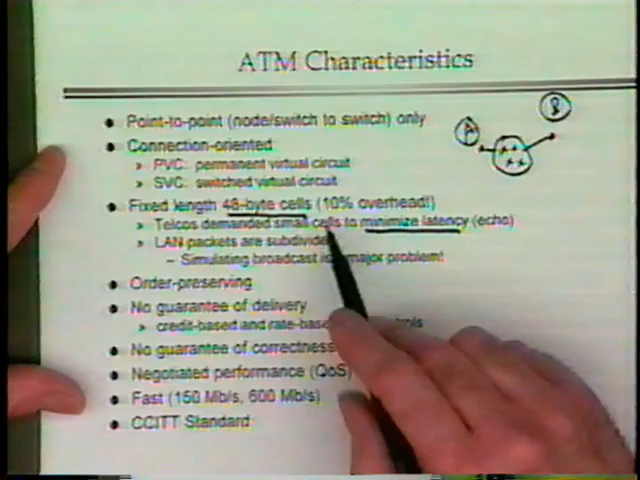 ATM Characteristics
Point-to-point (node/switch to switch) only
Connection-oriented
PVC: permanent virtual circuit
SVC: switched virtual circuit
Fixed length 48-byte cells (10% overhead!)
Telcos demanded small cells to minimize latency (echo)
LAN packets are subdivide
– Simulating broadcast is major problem!
Order-preserving
No guarantee of delivery
credit-based and rate-base
No guarantee of correctness
Negotiated performance (QoS)
Fast (150 Mb/s, 600 Mb/s)
CCITT Standard
A
B